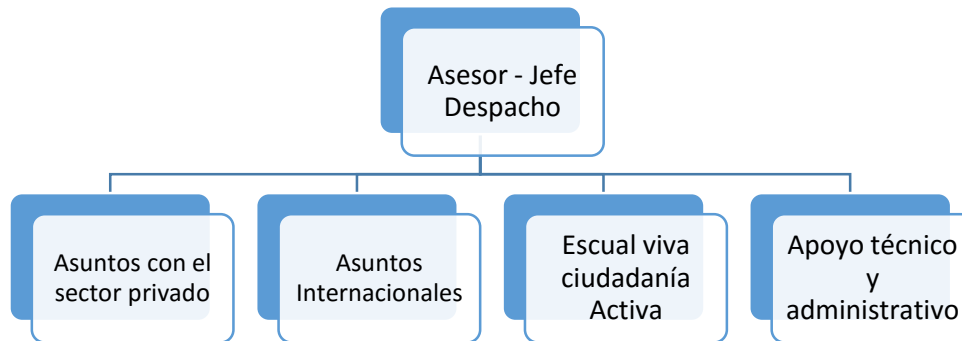 Asesor - Jefe
Despacho
Asuntos con el
sector privado
Asuntos
Internacionales
Escual viva
ciudadanía
Activa
Apoyo técnico
y
administrativo